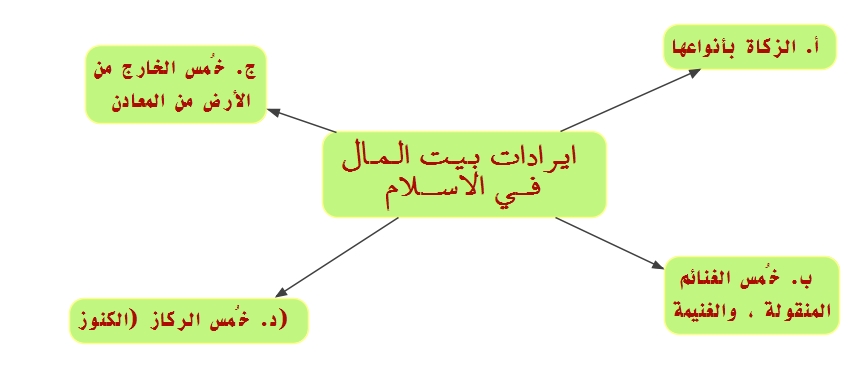 ايرادات بيت المال
في الاسلام
أ. الزكاة بأنواعها
ب. خُمس الغنائم
المنقولة ، والغنيمة
ج. خُمس الخارج من
الأرض من المعادن
(د. خُمس الركاز (الكنوز